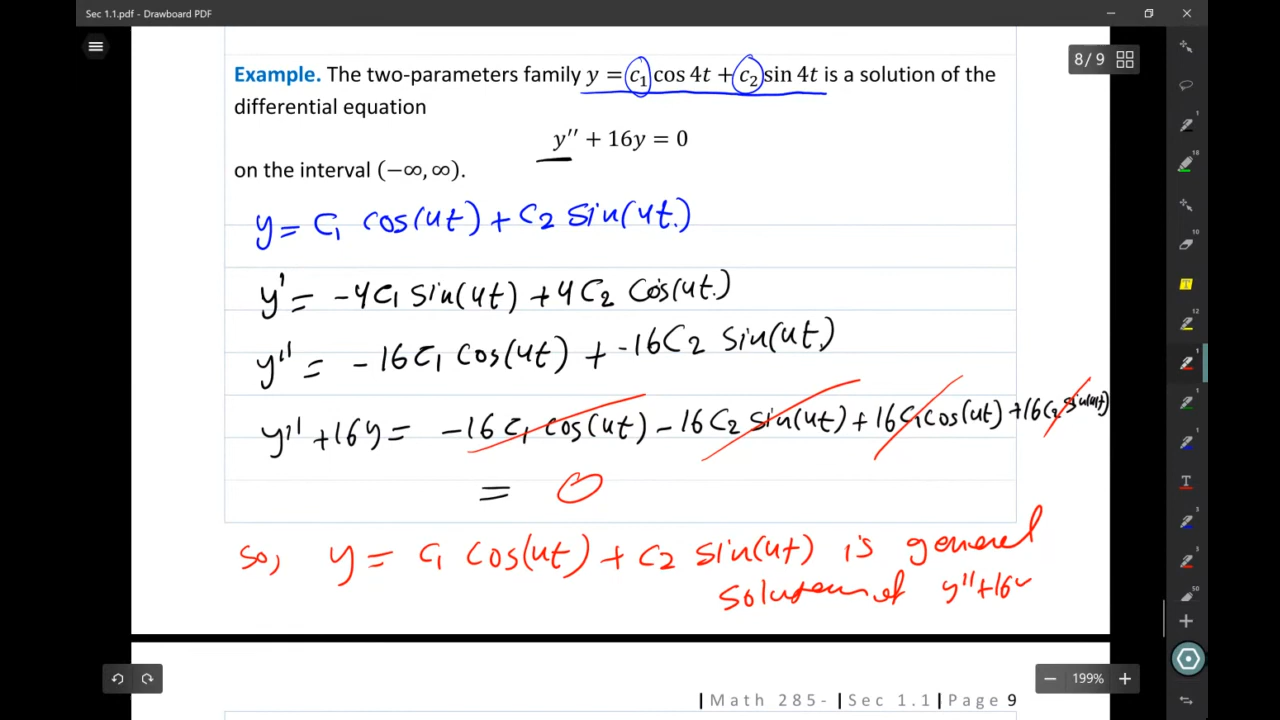 Sec 1.1.pdf - Drawboard PDF
8/9
Example. The two-parameters family y = c₁ cos 4t + c₂ sin 4t is a solution of the
differential equation
y′′ + 16y = 0
on the interval (−∞, ∞).
y = C₁ cos(4t) + C₂ sin(4t.)
y' = -4C₁ sin(4t) + 4C₂ cos(4t.)
y'' = -16C₁ cos(4t) + -16C₂ sin(4t.)
y'' + 16y = -16C₁ cos(4t) - 16C₂ sin(4t) + 16C₁cos(4t) + 16C₂ sin(4t)
= 0
So, y = C₁ cos(4t) + C₂ sin(4t) is general
solution of y''+16y
199%
|Math 285- |Sec 1.1|Page 9